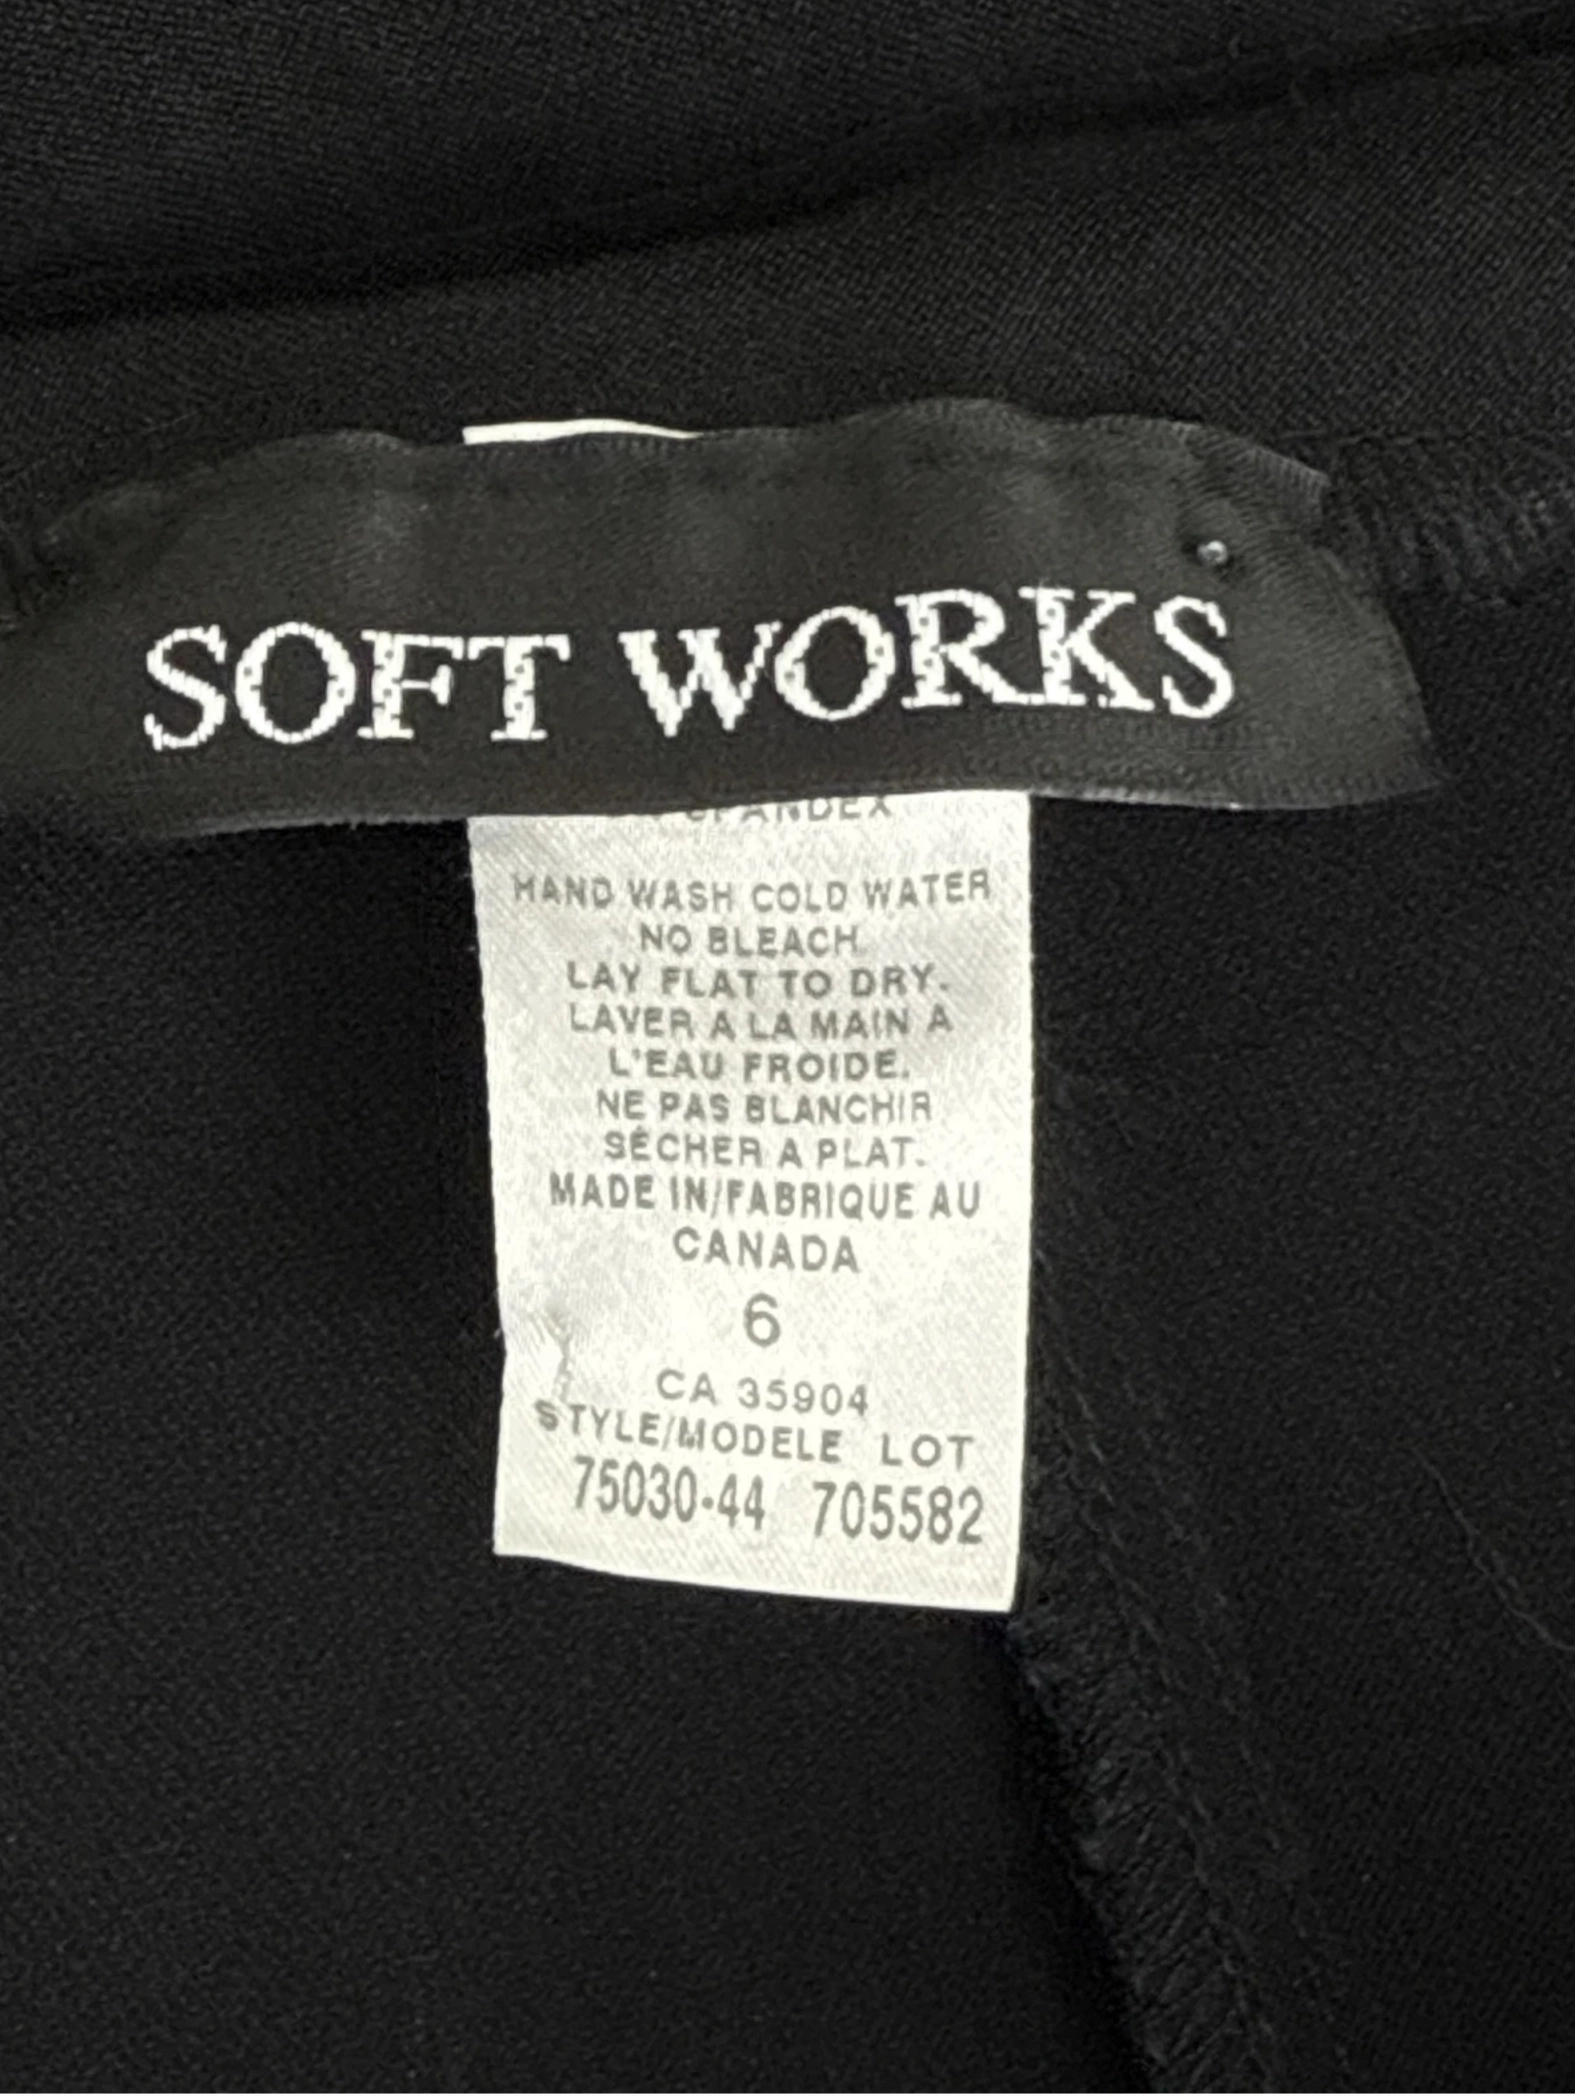 SOFT WORKS
SPANDEX
HAND WASH COLD WATER
NO BLEACH
LAY FLAT TO DRY.
LAVER A LA MAIN A
L'EAU FROIDE.
NE PAS BLANCHIR
SÉCHER A PLAT.
MADE IN/FABRIQUE AU
CANADA
6
CA 35904
STYLE/MODELE LOT
75030-44 705582